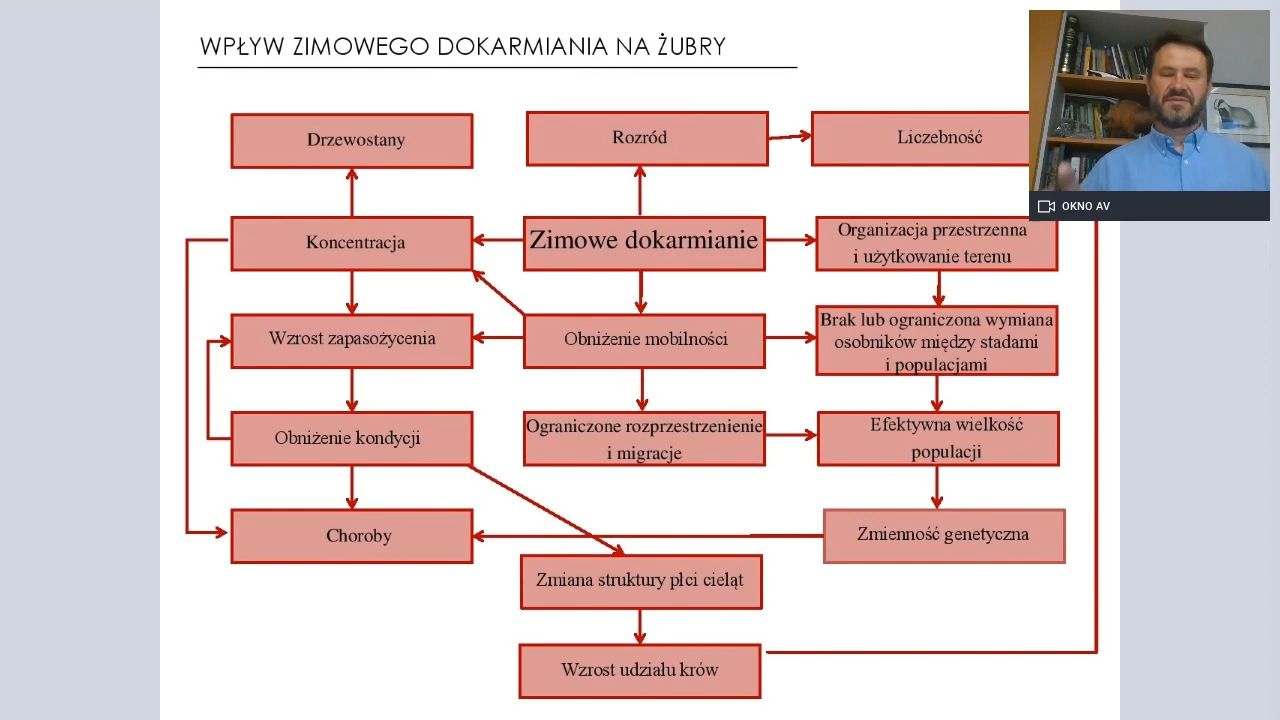 WPŁYW ZIMOWEGO DOKARMIANIA NA ŻUBRY
Drzewostany
Rozród
Liczebność
OKNO AV
Koncentracja
Zimowe dokarmianie
Organizacja przestrzenna
i użytkowanie terenu
Wzrost zapasożycenia
Obniżenie mobilności
Brak lub ograniczona wymiana
osobników między stadami
i populacjami
Obniżenie kondycji
Ograniczone rozprzestrzenienie
i migracje
Efektywna wielkość
populacji
Choroby
Zmienność genetyczna
Zmiana struktury płci cieląt
Wzrost udziału krów